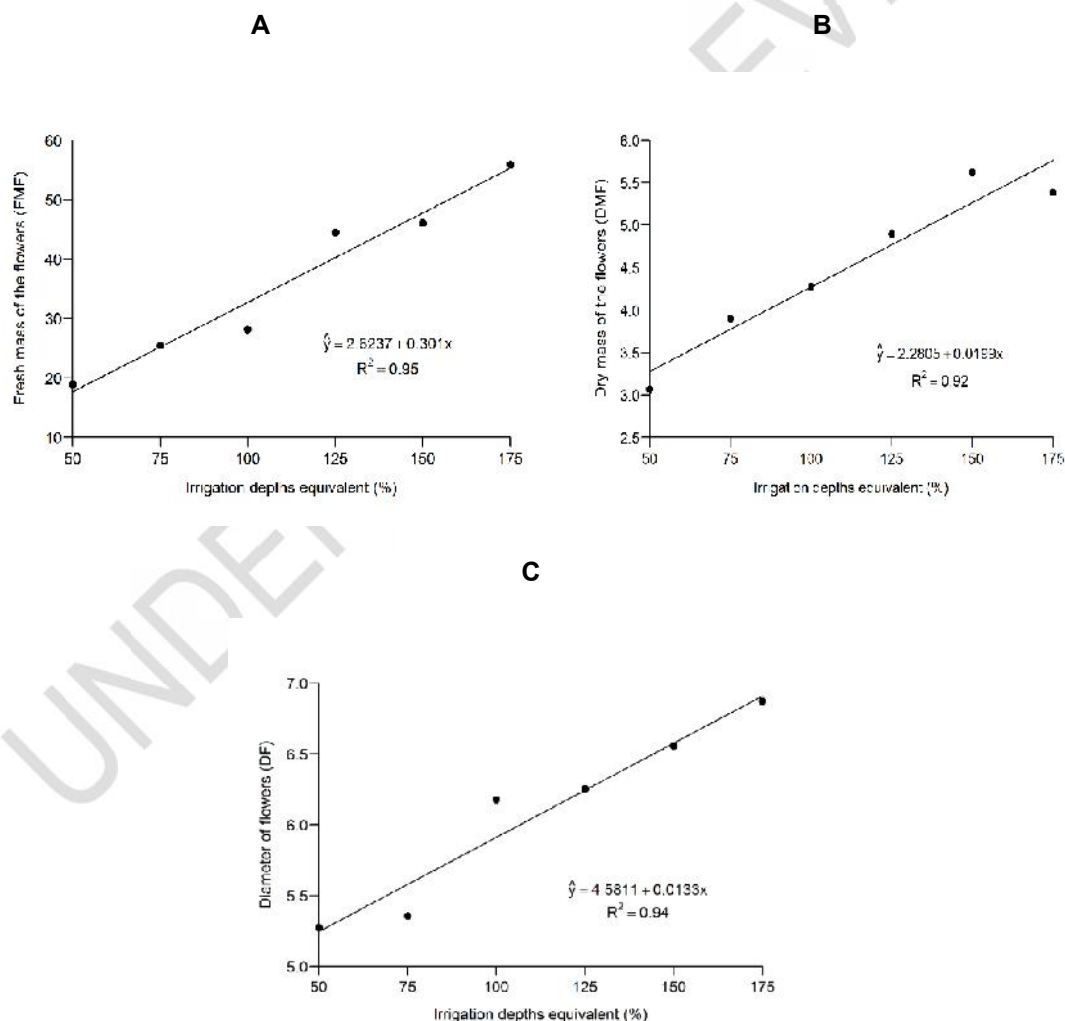 A
B
60
50
40
30
20
10
50 75 100 125 150 175
Fresh mass of the flowers (FMF)
ŷ = 2.6237 + 0.301x
R² = 0.95
Irrigation depths equivalent (%)
6.0
5.5
5.0
4.5
4.0
3.5
3.0
2.5
50 75 100 125 150 175
Dry mass of the flowers (DMF)
ŷ = 2.2805 + 0.0199x
R² = 0.92
Irrigation depths equivalent (%)
C
7.0
6.5
6.0
5.5
5.0
50 75 100 125 150 175
Diameter of flowers (DF)
ŷ = 4.5811 + 0.0133x
R² = 0.94
Irrigation depths equivalent (%)